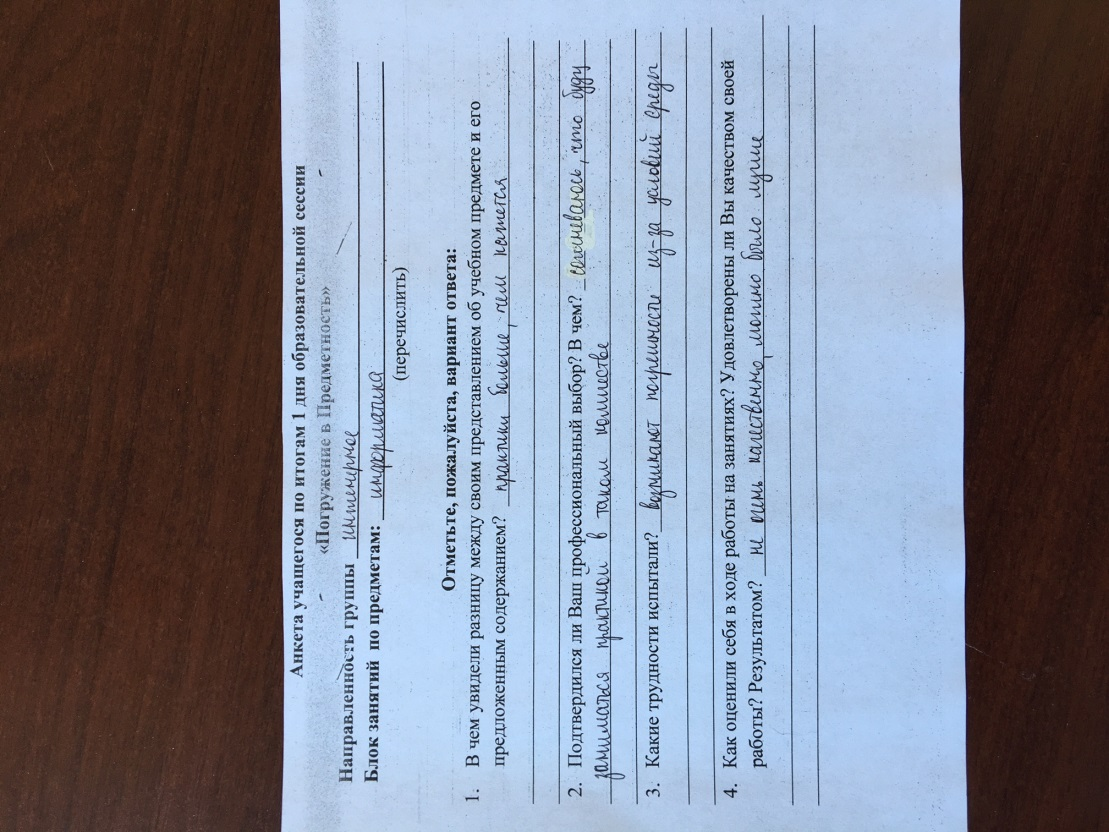 Анкета учащегося по итогам 1 дня образовательной сессии
«Погружение в Предметность»
Направленность группы инженерное
Блок занятий по предметам: информатика
(перечислить)
Отметьте, пожалуйста, вариант ответа:
1. В чем увидели разницу между своим представлением об учебном предмете и его
предложенным содержанием? практики больше, чем кажется
2. Подтвердился ли Ваш профессиональный выбор? В чем? сомневаюсь, что буду
заниматься практикой в таком количестве
3. Какие трудности испытали? возникают погрешности из-за условий среды
4. Как оценили себя в ходе работы на занятиях? Удовлетворены ли Вы качеством своей
работы? Результатом? не очень качественно, можно было лучше